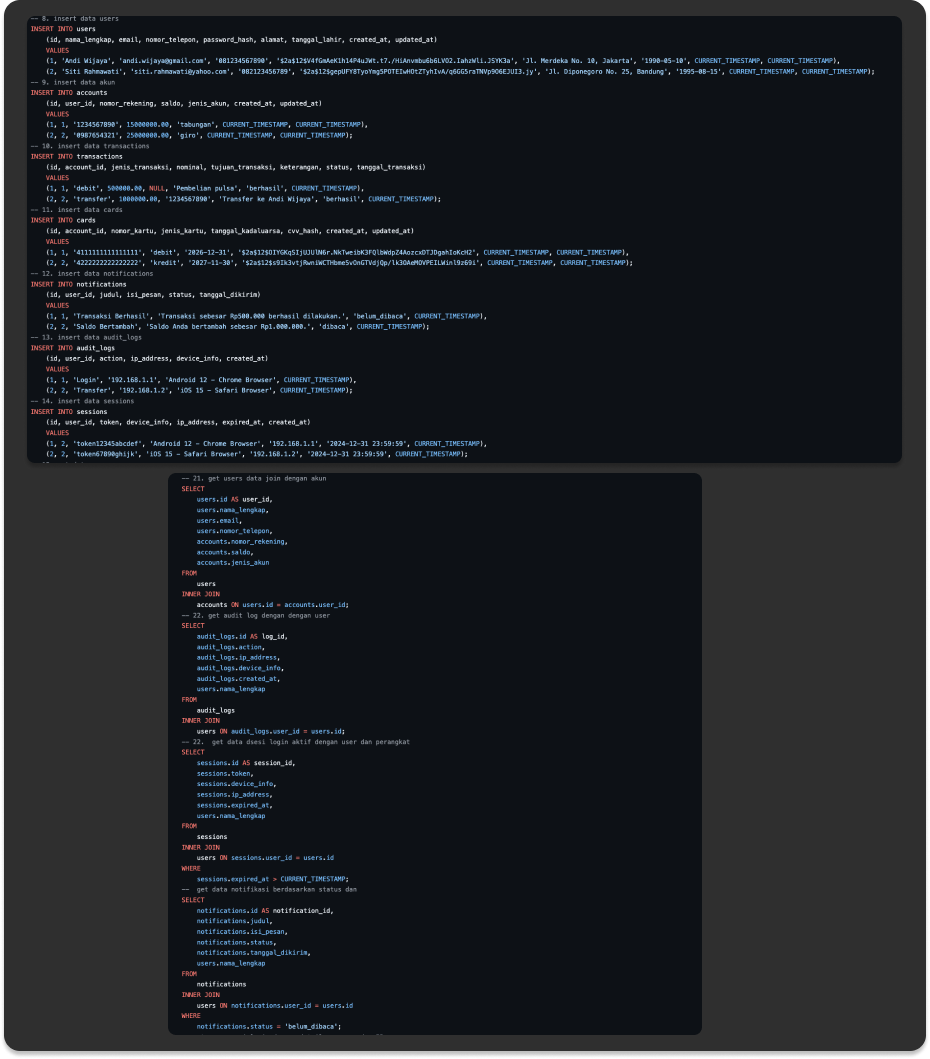 -- 8. insert data users
INSERT INTO users
(id, nama_lengkap, email, nomor_telepon, password_hash, alamat, tanggal_lahir, created_at, updated_at)
VALUES
(1, 'Andi Wijaya', 'andi.wijaya@gmail.com', '081234567890', 'Jl. Merdeka No. 10, Jakarta', '1990-05-10', CURRENT_TIMESTAMP, CURRENT_TIMESTAMP),
(2, 'Siti Rahmawati', 'siti.rahmawati@yahoo.com', '082123456789', 'Jl. Diponegoro No. 25, Bandung', '1995-08-15', CURRENT_TIMESTAMP, CURRENT_TIMESTAMP);
-- 9. insert data akun
INSERT INTO accounts
(id, user_id, nomor_rekening, saldo, jenis_akun, created_at, updated_at)
VALUES
(1, 1, '1234567890', 15000000.00, 'tabungan', CURRENT_TIMESTAMP, CURRENT_TIMESTAMP),
(2, 2, '0987654321', 25000000.00, 'giro', CURRENT_TIMESTAMP, CURRENT_TIMESTAMP);
-- 10. insert data transactions
INSERT INTO transactions
(id, account_id, jenis_transaksi, nominal, tujuan_transaksi, keterangan, status, tanggal_transaksi)
VALUES
(1, 1, 'debit', 500000.00, NULL, 'Pembelian pulsa', 'berhasil', CURRENT_TIMESTAMP),
(2, 2, 'transfer', 1000000.00, '1234567890', 'Transfer ke Andi Wijaya', 'berhasil', CURRENT_TIMESTAMP);
-- 11. insert data cards
INSERT INTO cards
(id, account_id, nomor_kartu, jenis_kartu, tanggal_kadaluarsa, cvv_hash, created_at, updated_at)
VALUES
(1, 1, '4111111111111111', 'debit', '2026-12-31', CURRENT_TIMESTAMP, CURRENT_TIMESTAMP),
(2, 2, '4222222222222222', 'kredit', '2027-11-30', CURRENT_TIMESTAMP, CURRENT_TIMESTAMP);
-- 12. insert data notifications
INSERT INTO notifications
(id, user_id, judul, isi_pesan, status, tanggal_dikirim)
VALUES
(1, 1, 'Transaksi Berhasil', 'Transaksi sebesar Rp500.000 berhasil dilakukan.', 'belum_dibaca', CURRENT_TIMESTAMP),
(2, 2, 'Saldo Bertambah', 'Saldo Anda bertambah sebesar Rp1.000.000.', 'dibaca', CURRENT_TIMESTAMP);
-- 13. insert data audit_logs
INSERT INTO audit_logs
(id, user_id, action, ip_address, device_info, created_at)
VALUES
(1, 1, 'Login', '192.168.1.1', 'Android 12 - Chrome Browser', CURRENT_TIMESTAMP),
(2, 2, 'Transfer', '192.168.1.2', 'iOS 15 - Safari Browser', CURRENT_TIMESTAMP);
-- 14. insert data sessions
INSERT INTO sessions
(id, user_id, token, device_info, ip_address, expired_at, created_at)
VALUES
(1, 2, 'token12345abcdef', 'Android 12 - Chrome Browser', '192.168.1.1', '2024-12-31 23:59:59', CURRENT_TIMESTAMP),
(2, 2, 'token67890ghijk', 'iOS 15 - Safari Browser', '192.168.1.2', '2024-12-31 23:59:59', CURRENT_TIMESTAMP);
-- 21. get users data join dengan akun
SELECT
users.id AS user_id,
users.nama_lengkap,
users.email,
users.nomor_telepon,
accounts.nomor_rekening,
accounts.saldo,
accounts.jenis_akun
FROM
users
INNER JOIN
accounts ON users.id = accounts.user_id;
-- 22. get audit log dengan dengan user
SELECT
audit_logs.id AS log_id,
audit_logs.action,
audit_logs.ip_address,
audit_logs.device_info,
audit_logs.created_at,
users.nama_lengkap
FROM
audit_logs
INNER JOIN
users ON audit_logs.user_id = users.id;
-- 22. get data dsesi login aktif dengan user dan perangkat
SELECT
sessions.id AS session_id,
sessions.token,
sessions.device_info,
sessions.ip_address,
sessions.expired_at,
users.nama_lengkap
FROM
sessions
INNER JOIN
users ON sessions.user_id = users.id
WHERE
sessions.expired_at > CURRENT_TIMESTAMP;
-- get data notifikasi berdasarkan status dan
SELECT
notifications.id AS notification_id,
notifications.judul,
notifications.isi_pesan,
notifications.status,
notifications.tanggal_dikirim,
users.nama_lengkap
FROM
notifications
INNER JOIN
users ON notifications.user_id = users.id
WHERE
notifications.status = 'belum_dibaca';